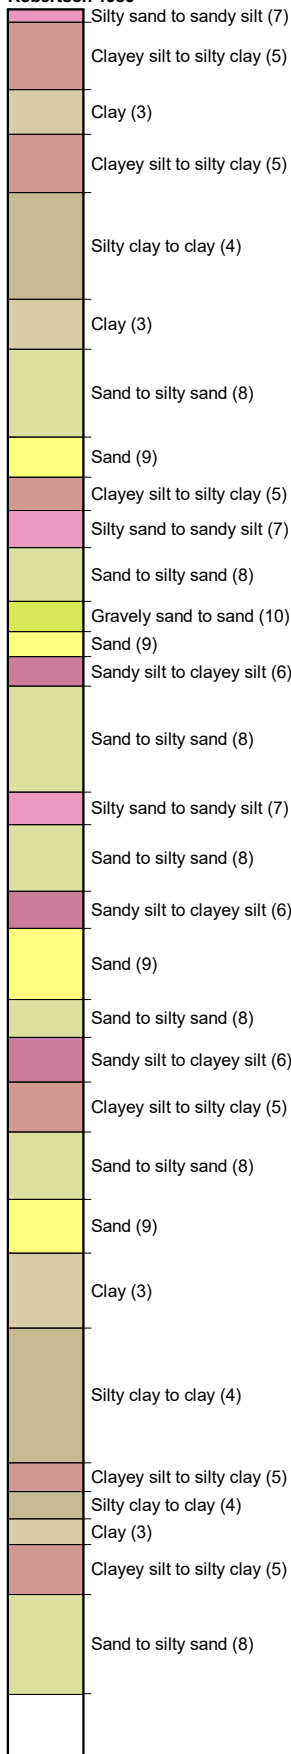 Silty sand to sandy silt (7)
Clayey silt to silty clay (5)
Clay (3)
Clayey silt to silty clay (5)
Silty clay to clay (4)
Clay (3)
Sand to silty sand (8)
Sand (9)
Clayey silt to silty clay (5)
Silty sand to sandy silt (7)
Sand to silty sand (8)
Gravely sand to sand (10)
Sand (9)
Sandy silt to clayey silt (6)
Sand to silty sand (8)
Silty sand to sandy silt (7)
Sand to silty sand (8)
Sandy silt to clayey silt (6)
Sand (9)
Sand to silty sand (8)
Sandy silt to clayey silt (6)
Clayey silt to silty clay (5)
Sand to silty sand (8)
Sand (9)
Clay (3)
Silty clay to clay (4)
Clayey silt to silty clay (5)
Silty clay to clay (4)
Clay (3)
Clayey silt to silty clay (5)
Sand to silty sand (8)